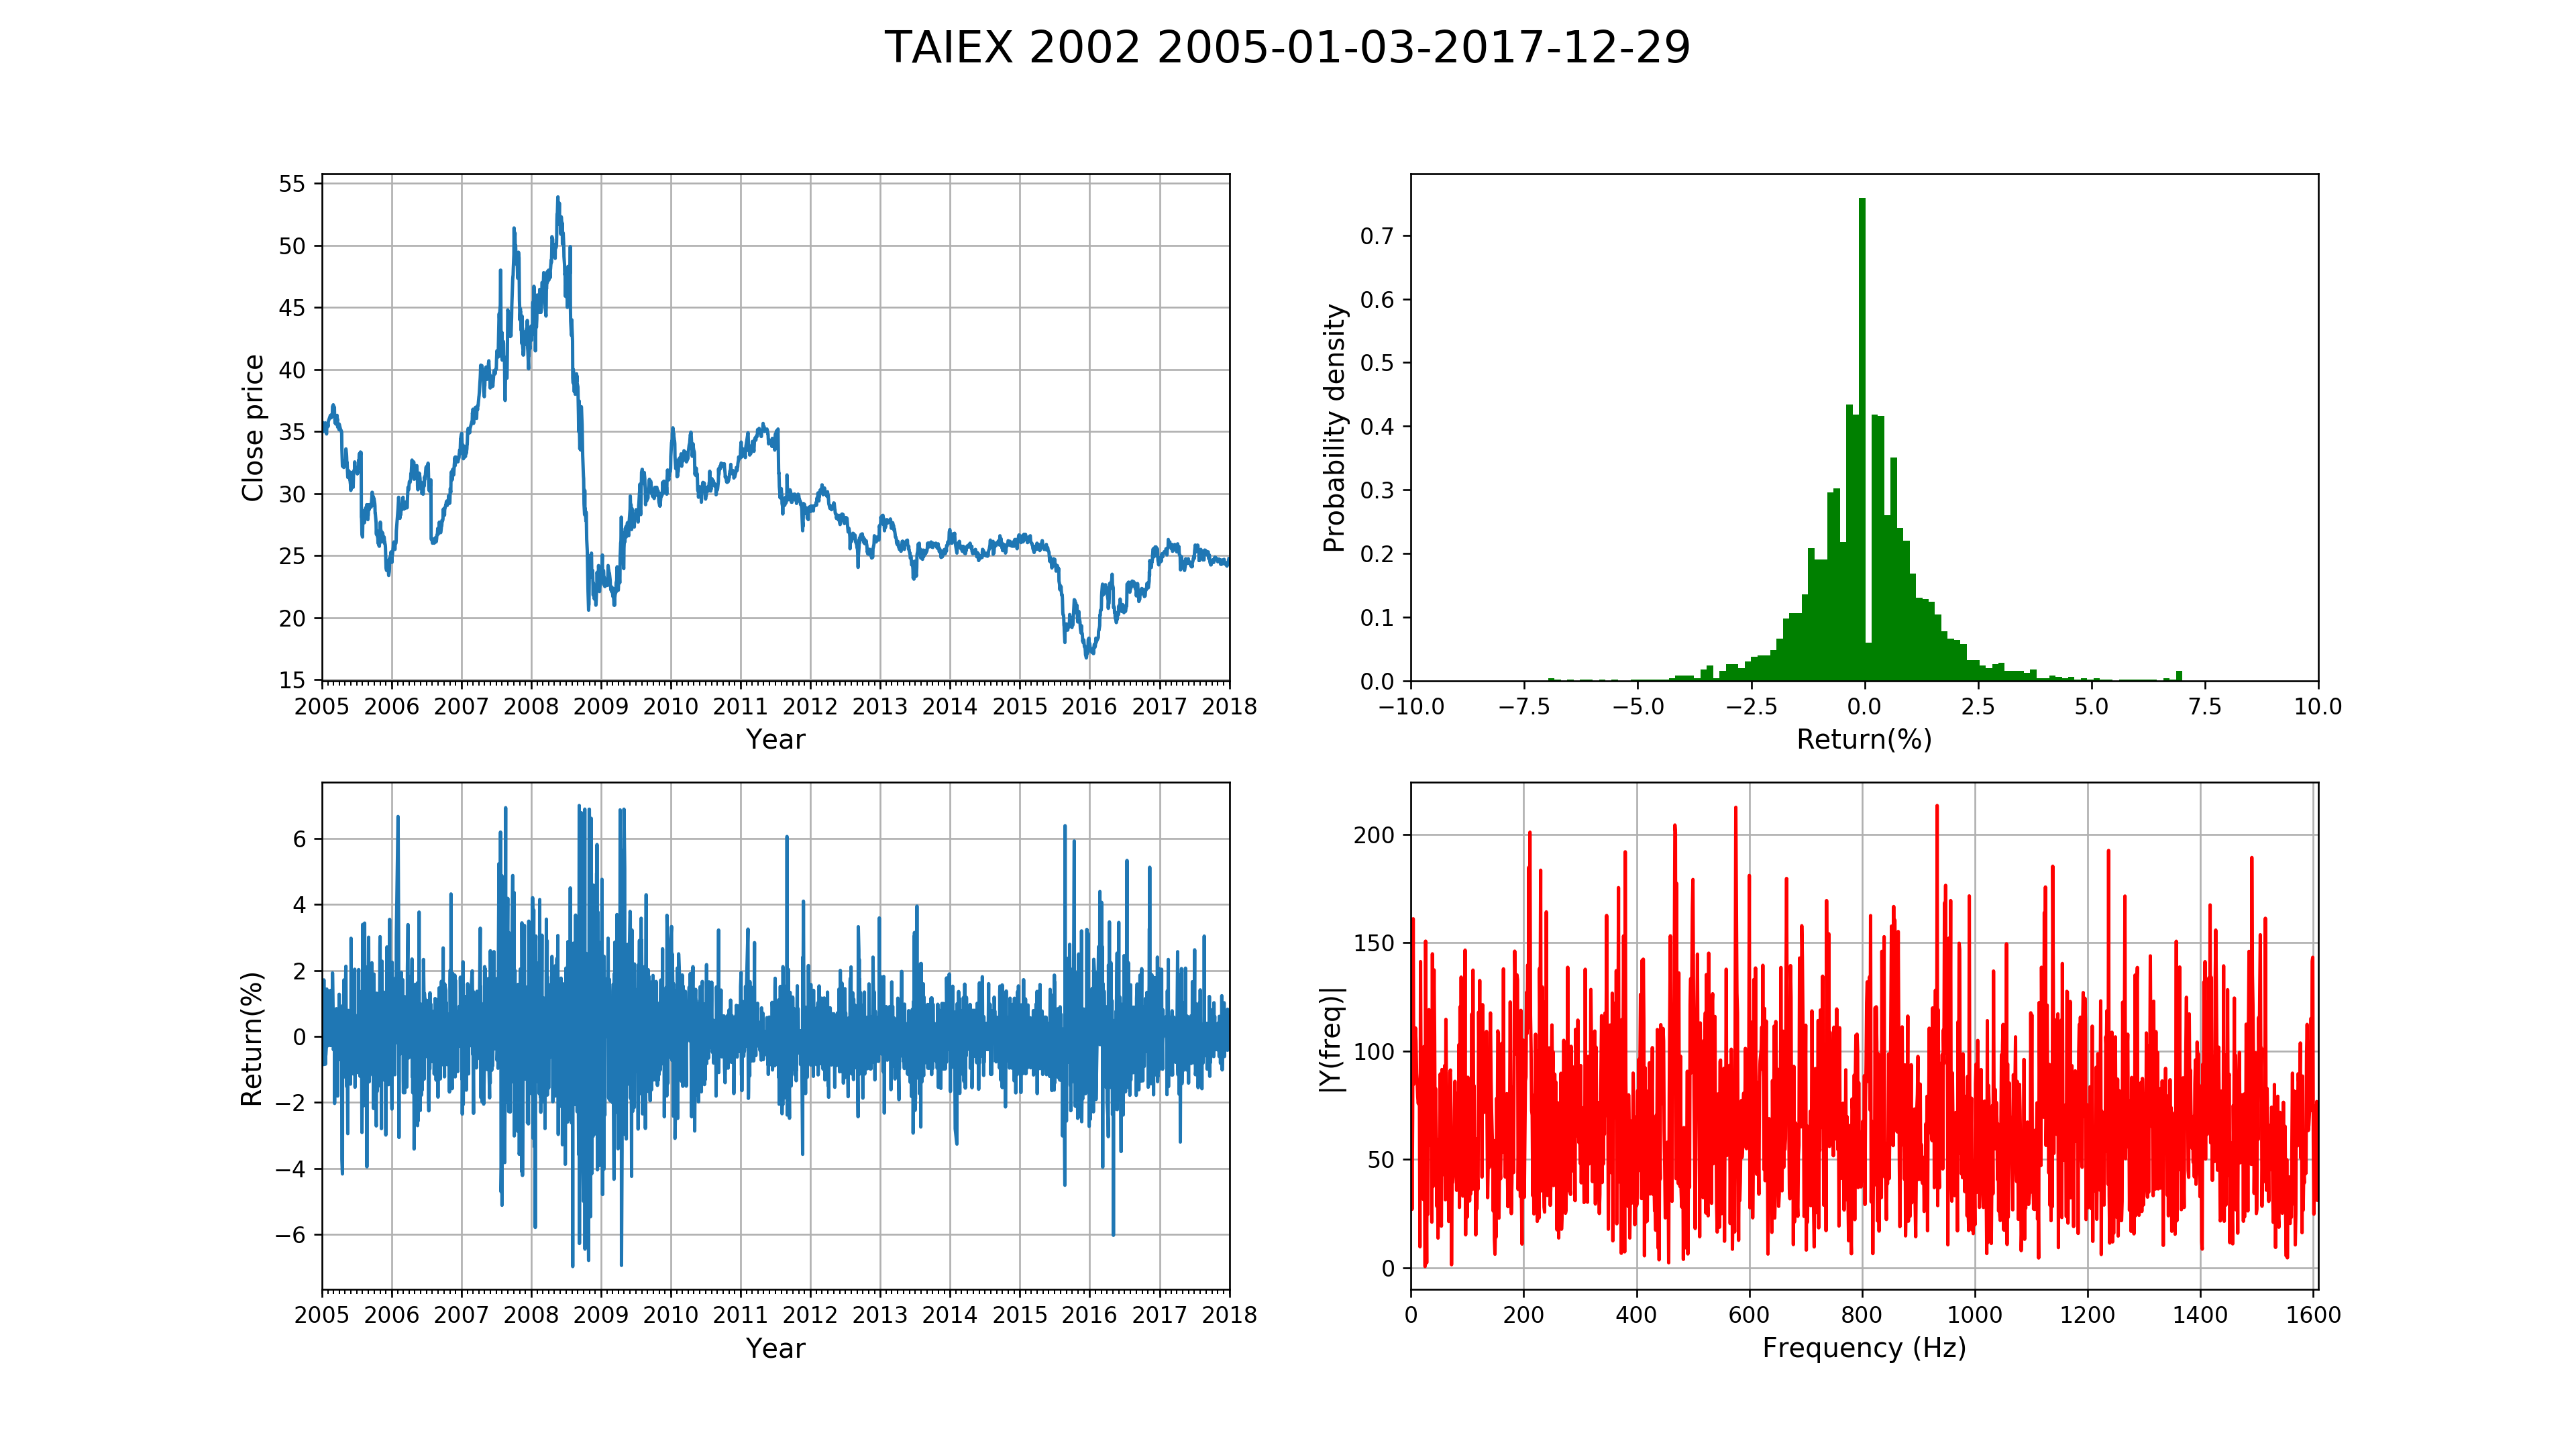 TAIEX 2002 2005-01-03-2017-12-29
55
50
45
40
35
30
25
20
15
Close price
2005 2006 2007 2008 2009 2010 2011 2012 2013 2014 2015 2016 2017 2018
Year
0.7
0.6
0.5
0.4
0.3
0.2
0.1
0.0
Probability density
−10.0 −7.5 −5.0 −2.5 0.0 2.5 5.0 7.5 10.0
Return(%)
6
4
2
0
−2
−4
−6
Return(%)
2005 2006 2007 2008 2009 2010 2011 2012 2013 2014 2015 2016 2017 2018
Year
200
150
100
50
0
|Y(freq)|
0 200 400 600 800 1000 1200 1400 1600
Frequency (Hz)